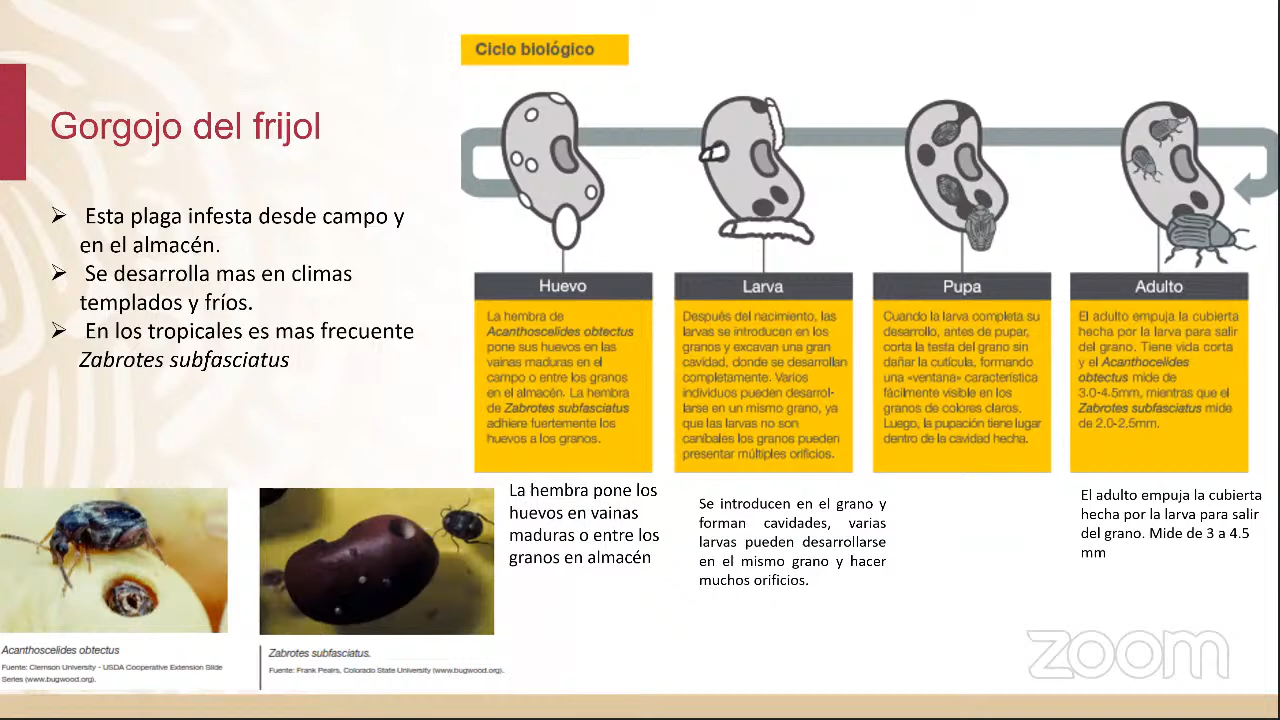 Ciclo biológico
Gorgojo del frijol
➢ Esta plaga infesta desde campo y
en el almacén.
➢ Se desarrolla mas en climas
templados y fríos.
➢ En los tropicales es mas frecuente
Zabrotes subfasciatus
Huevo
La hembra de
Acanthoscelides obtectus
pone sus huevos en las
vainas maduras en el
campo o entre los granos
en el almacén. La hembra
de Zabrotes subfasciatus
adhiere fuertemente los
huevos a los granos.
Larva
Después del nacimiento, las
larvas se introducen en los
granos y excavan una gran
cavidad, donde se desarrollan
completamente. Varios
individuos pueden desarrol-
larse en un mismo grano, ya
que las larvas no son
caníbales los granos pueden
presentar múltiples orificios.
Pupa
Cuando la larva completa su
desarrollo, antes de pupar,
corta la testa del grano sin
dañar la cutícula, formando
una «ventana» característica
fácilmente visible en los
granos de colores claros.
Luego, la pupación tiene lugar
dentro de la cavidad hecha.
Adulto
El adulto empuja la cubierta
hecha por la larva para salir
del grano. Tiene vida corta
y el Acanthocelides
obtectus mide de
3.0-4.5mm, mientras que el
Zabrotes subfasciatus mide
de 2.0-2.5mm.
La hembra pone los
huevos en vainas
maduras o entre los
granos en almacén
Se introducen en el grano y
forman cavidades, varias
larvas pueden desarrollarse
en el mismo grano y hacer
muchos orificios.
El adulto empuja la cubierta
hecha por la larva para salir
del grano. Mide de 3 a 4.5
mm
Acanthoscelides obtectus
Fuente: Clemson University - USDA Cooperative Extension Slide
Series (www.bugwood.org).
Zabrotes subfasciatus.
Fuente: Frank Peairs, Colorado State University (www.bugwood.org).
zoom